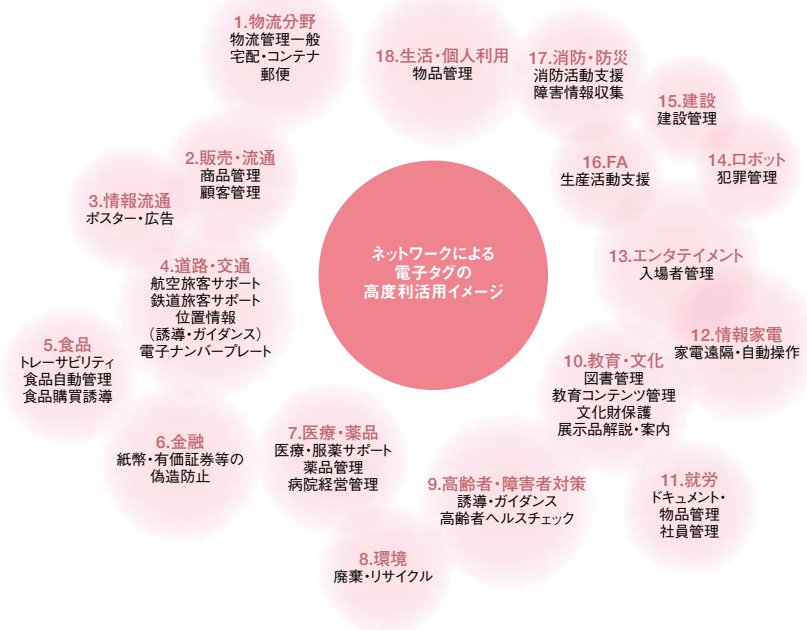 ネットワークによる
電子タグの
高度利活用イメージ
1.物流分野
物流管理一般
宅配・コンテナ
郵便
2.販売・流通
商品管理
顧客管理
3.情報流通
ポスター・広告
4.道路・交通
航空旅客サポート
鉄道旅客サポート
位置情報
（誘導・ガイダンス）
電子ナンバープレート
5.食品
トレーサビリティ
食品自動管理
食品購買誘導
6.金融
紙幣・有価証券等の
偽造防止
7.医療・薬品
医療・服薬サポート
薬品管理
病院経営管理
8.環境
廃棄・リサイクル
9.高齢者・障害者対策
誘導・ガイダンス
高齢者ヘルスチェック
10.教育・文化
図書管理
教育コンテンツ管理
文化財保護
展示品解説・案内
11.就労
ドキュメント・
物品管理
社員管理
12.情報家電
家電遠隔・自動操作
13.エンタテイメント
入場者管理
14.ロボット
犯罪管理
15.建設
建設管理
16.FA
生産活動支援
17.消防・防災
消防活動支援
障害情報収集
18.生活・個人利用
物品管理